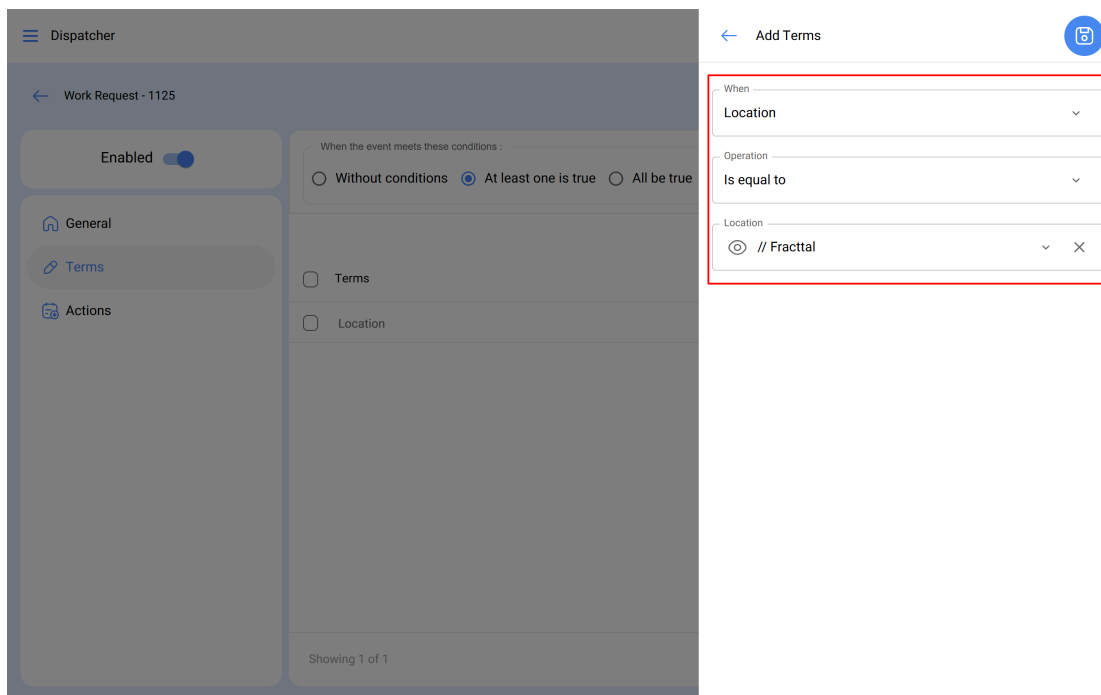 Dispatcher
Work Request - 1125
Enabled
General
Terms
Actions
When the event meets these conditions :
Without conditions At least one is true All be true
Terms
Location
Showing 1 of 1
Add Terms
When
Location
Operation
Is equal to
Location
// Fracttal